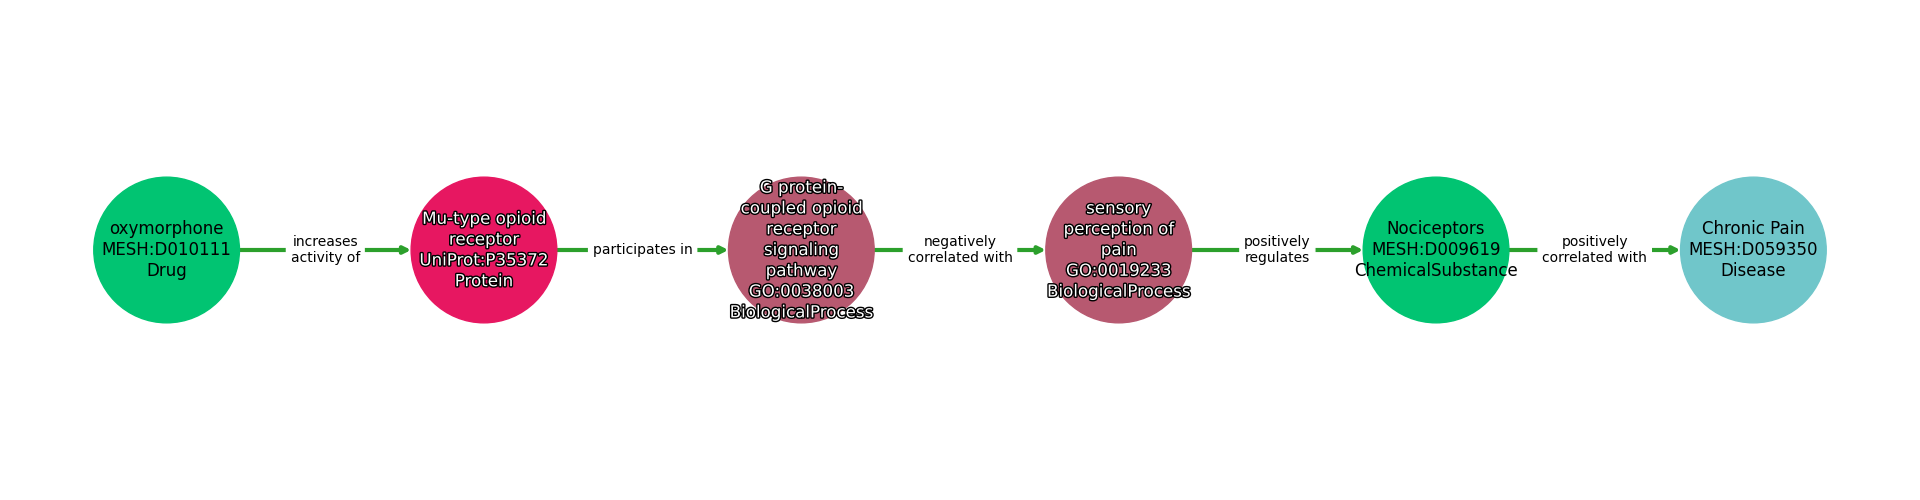 oxymorphone
MESH:D010111
Drug
increases
activity of
Mu-type opioid
receptor
UniProt:P35372
Protein
participates in
G protein-
coupled opioid
receptor
signaling
pathway
GO:0038003
BiologicalProcess
negatively
correlated with
sensory
perception of
pain
GO:0019233
BiologicalProcess
positively
regulates
Nociceptors
MESH:D009619
ChemicalSubstance
positively
correlated with
Chronic Pain
MESH:D059350
Disease